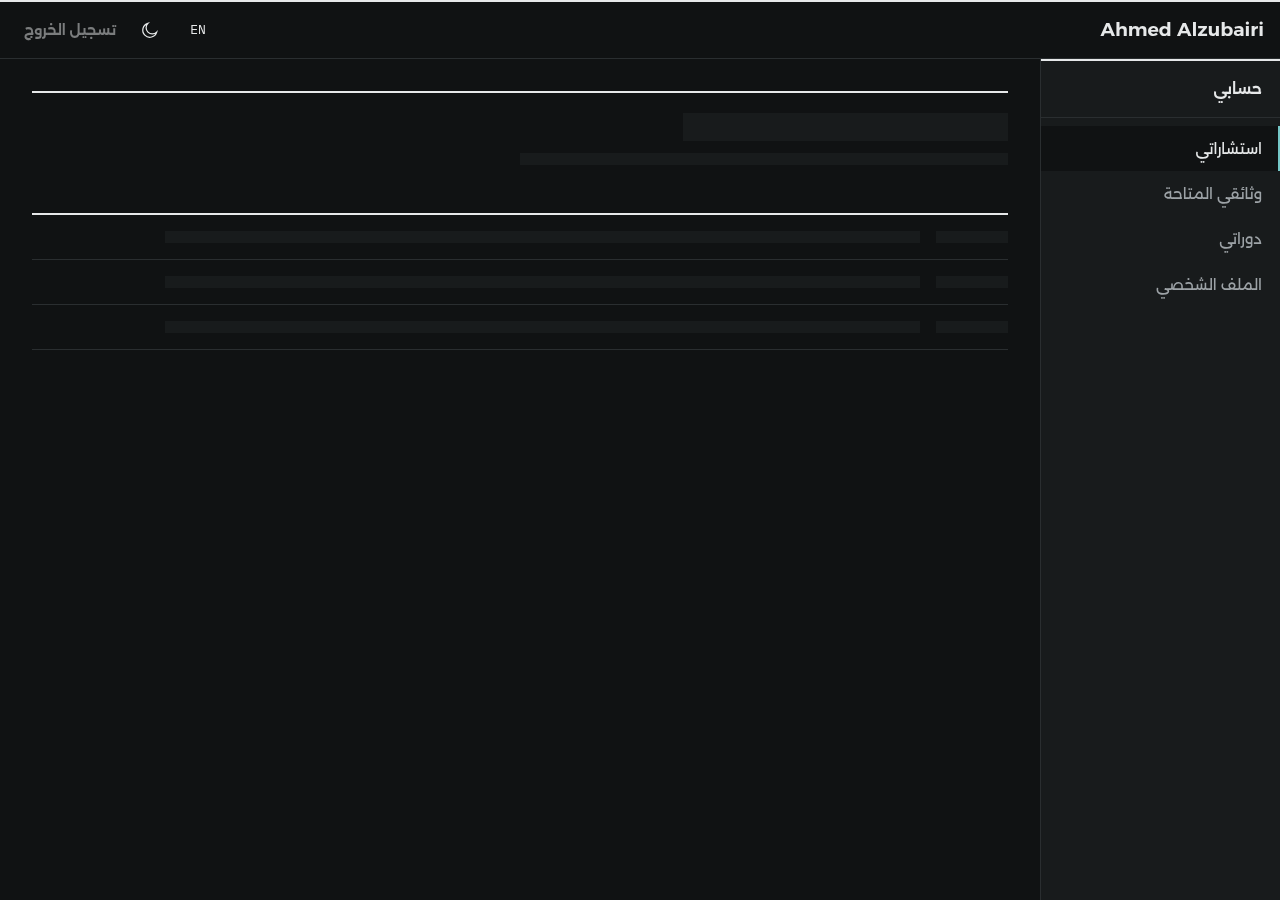 Ahmed Alzubairi
EN
تسجيل الخروج
حسابي
استشاراتي
وثائقي المتاحة
دوراتي
الملف الشخصي